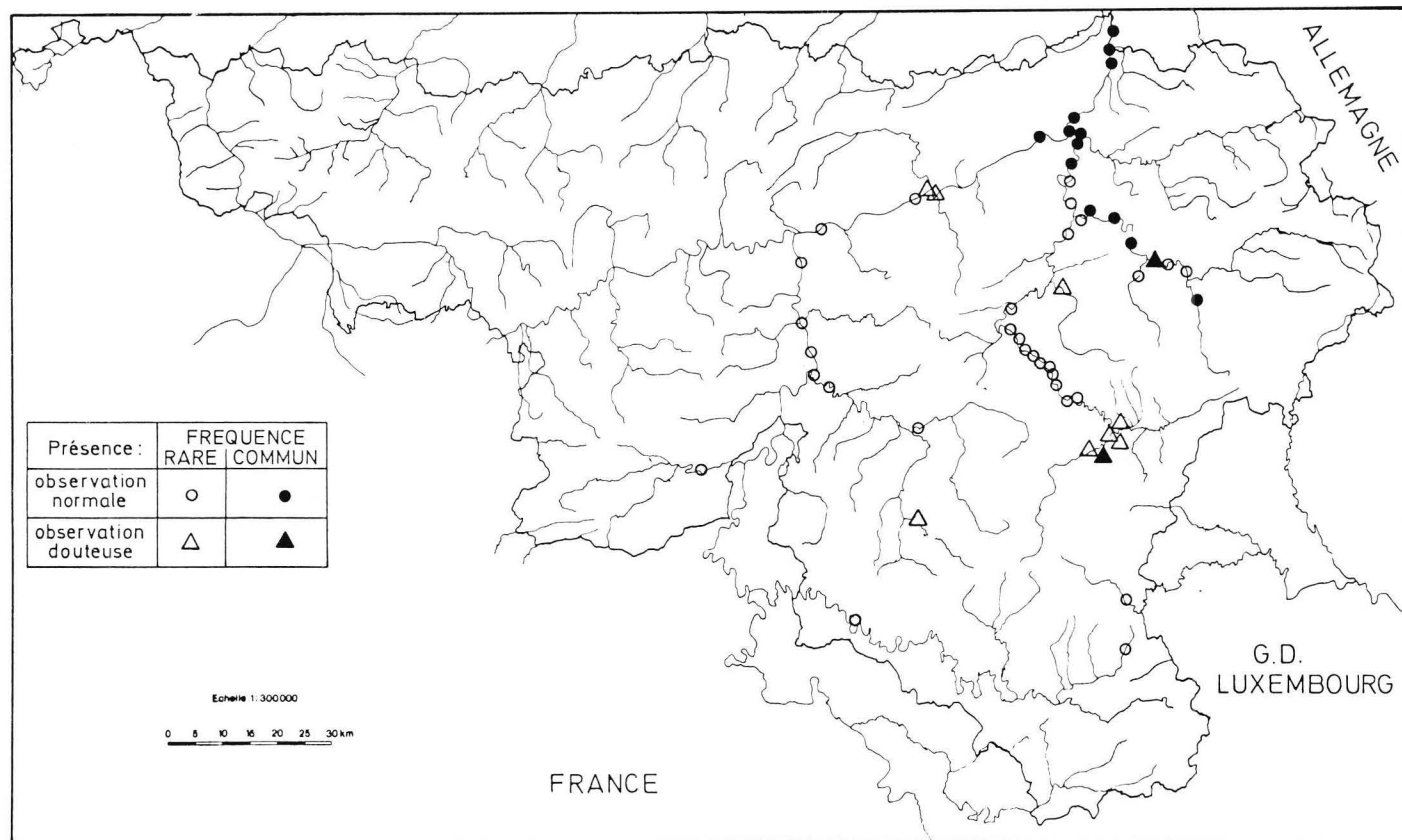 ALLEMAGNE
Présence : FREQUENCE
RARE COMMUN
observation
normale
observation
douteuse
G.D.
LUXEMBOURG
Echelle 1:300000
0 5 10 15 20 25 30 km
FRANCE